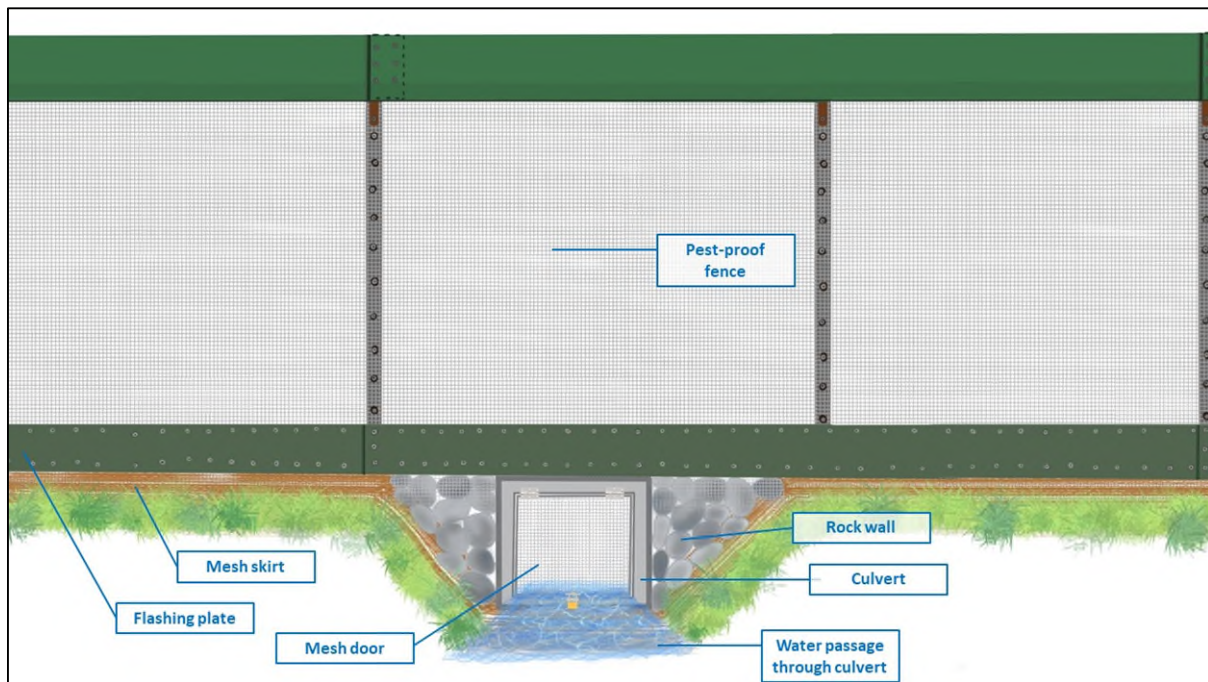 Pest-proof
fence
Rock wall
Mesh skirt
Culvert
Flashing plate
Mesh door
Water passage
through culvert